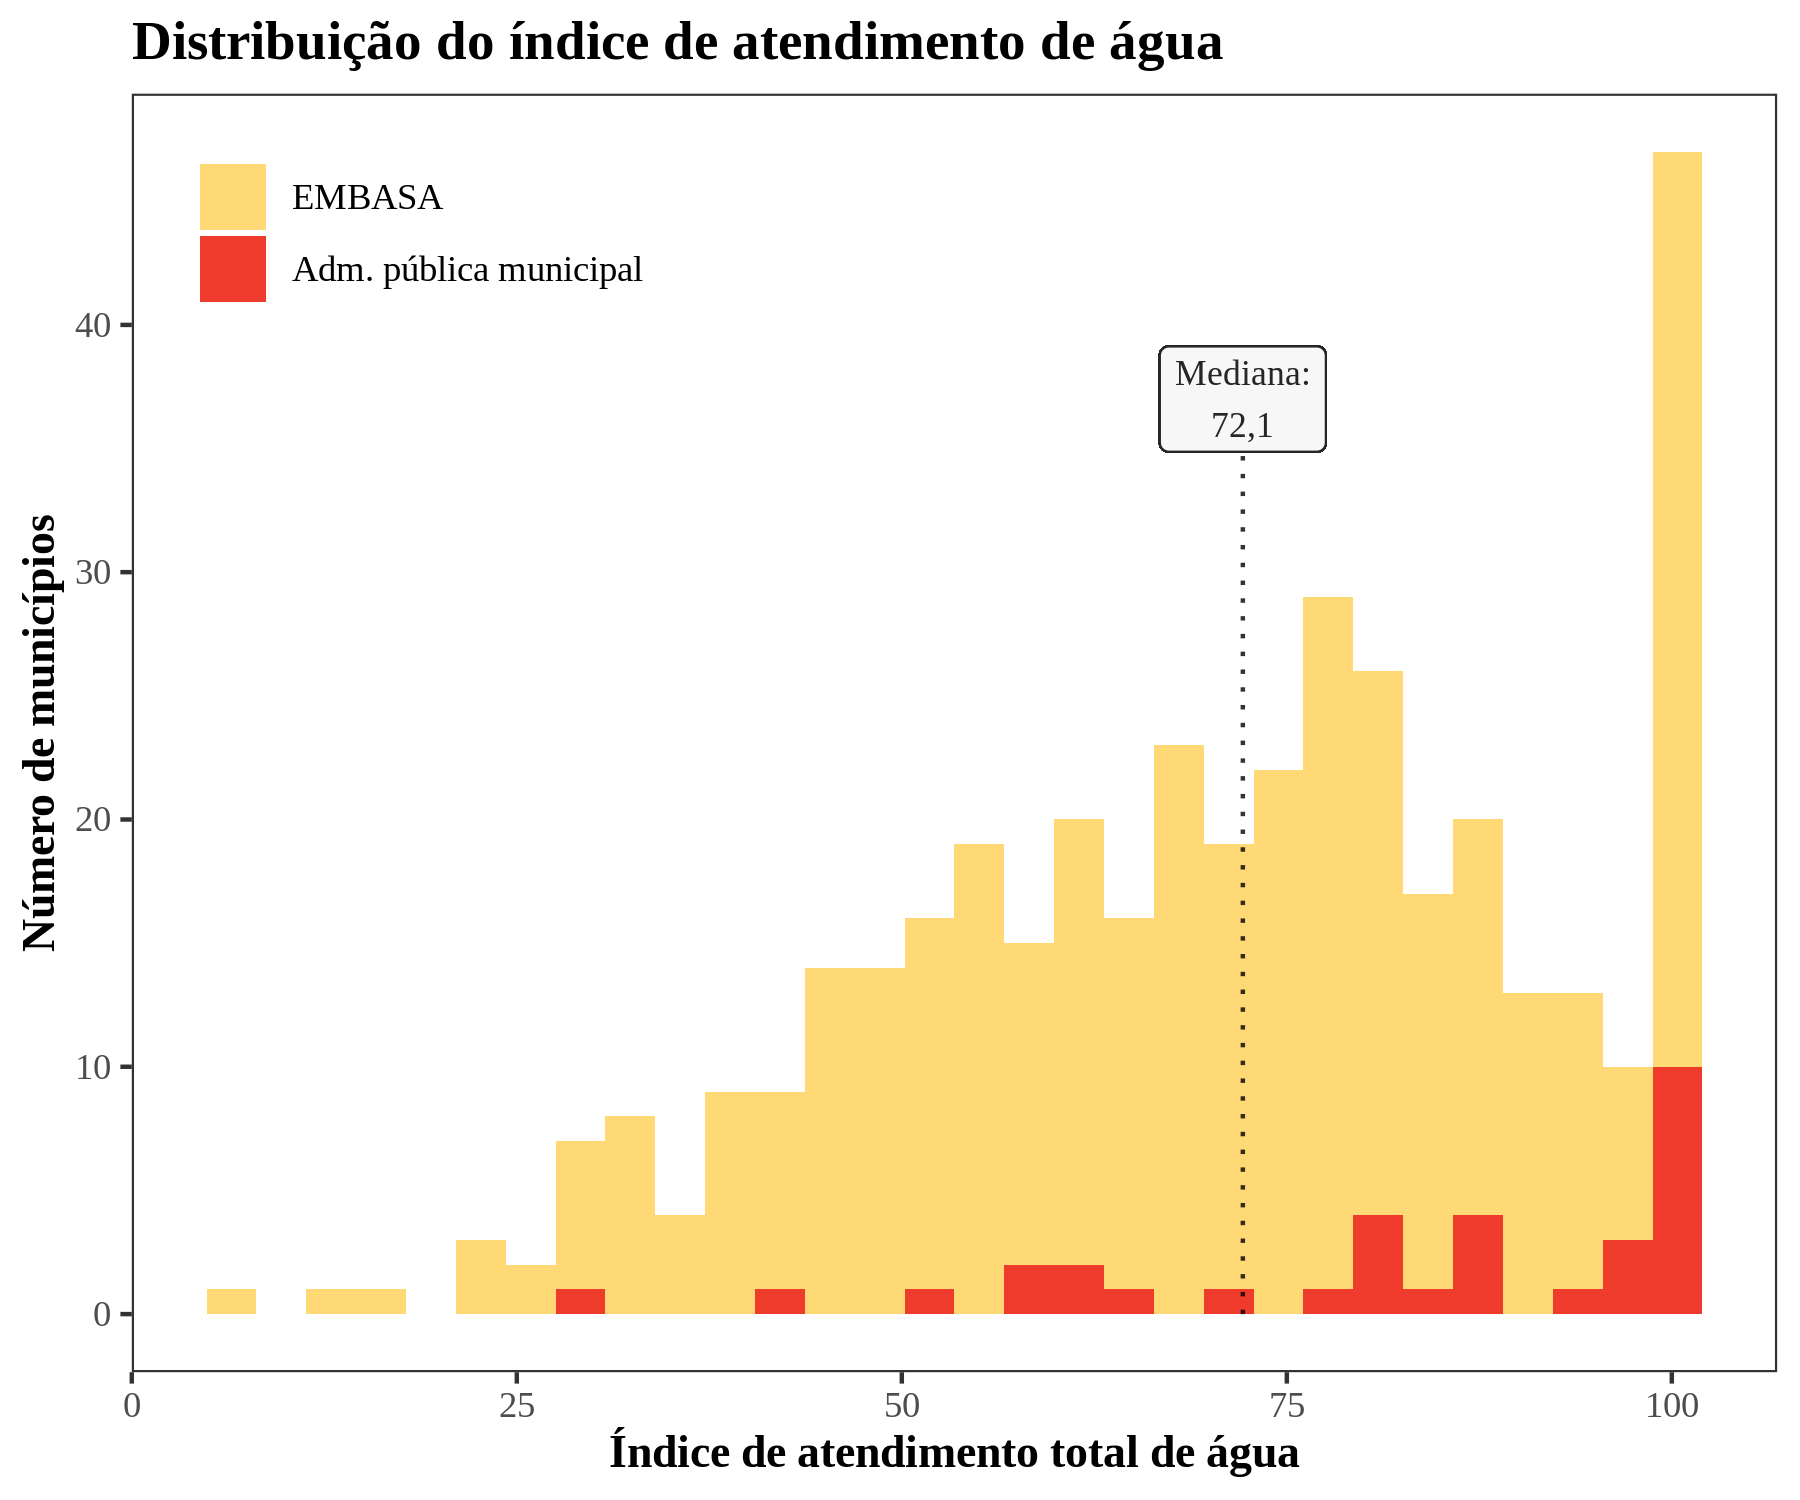 Distribuição do índice de atendimento de água
EMBASA
Adm. pública municipal
Mediana:
72,1
40
30
20
10
0
Número de municípios
0 25 50 75 100
Índice de atendimento total de água